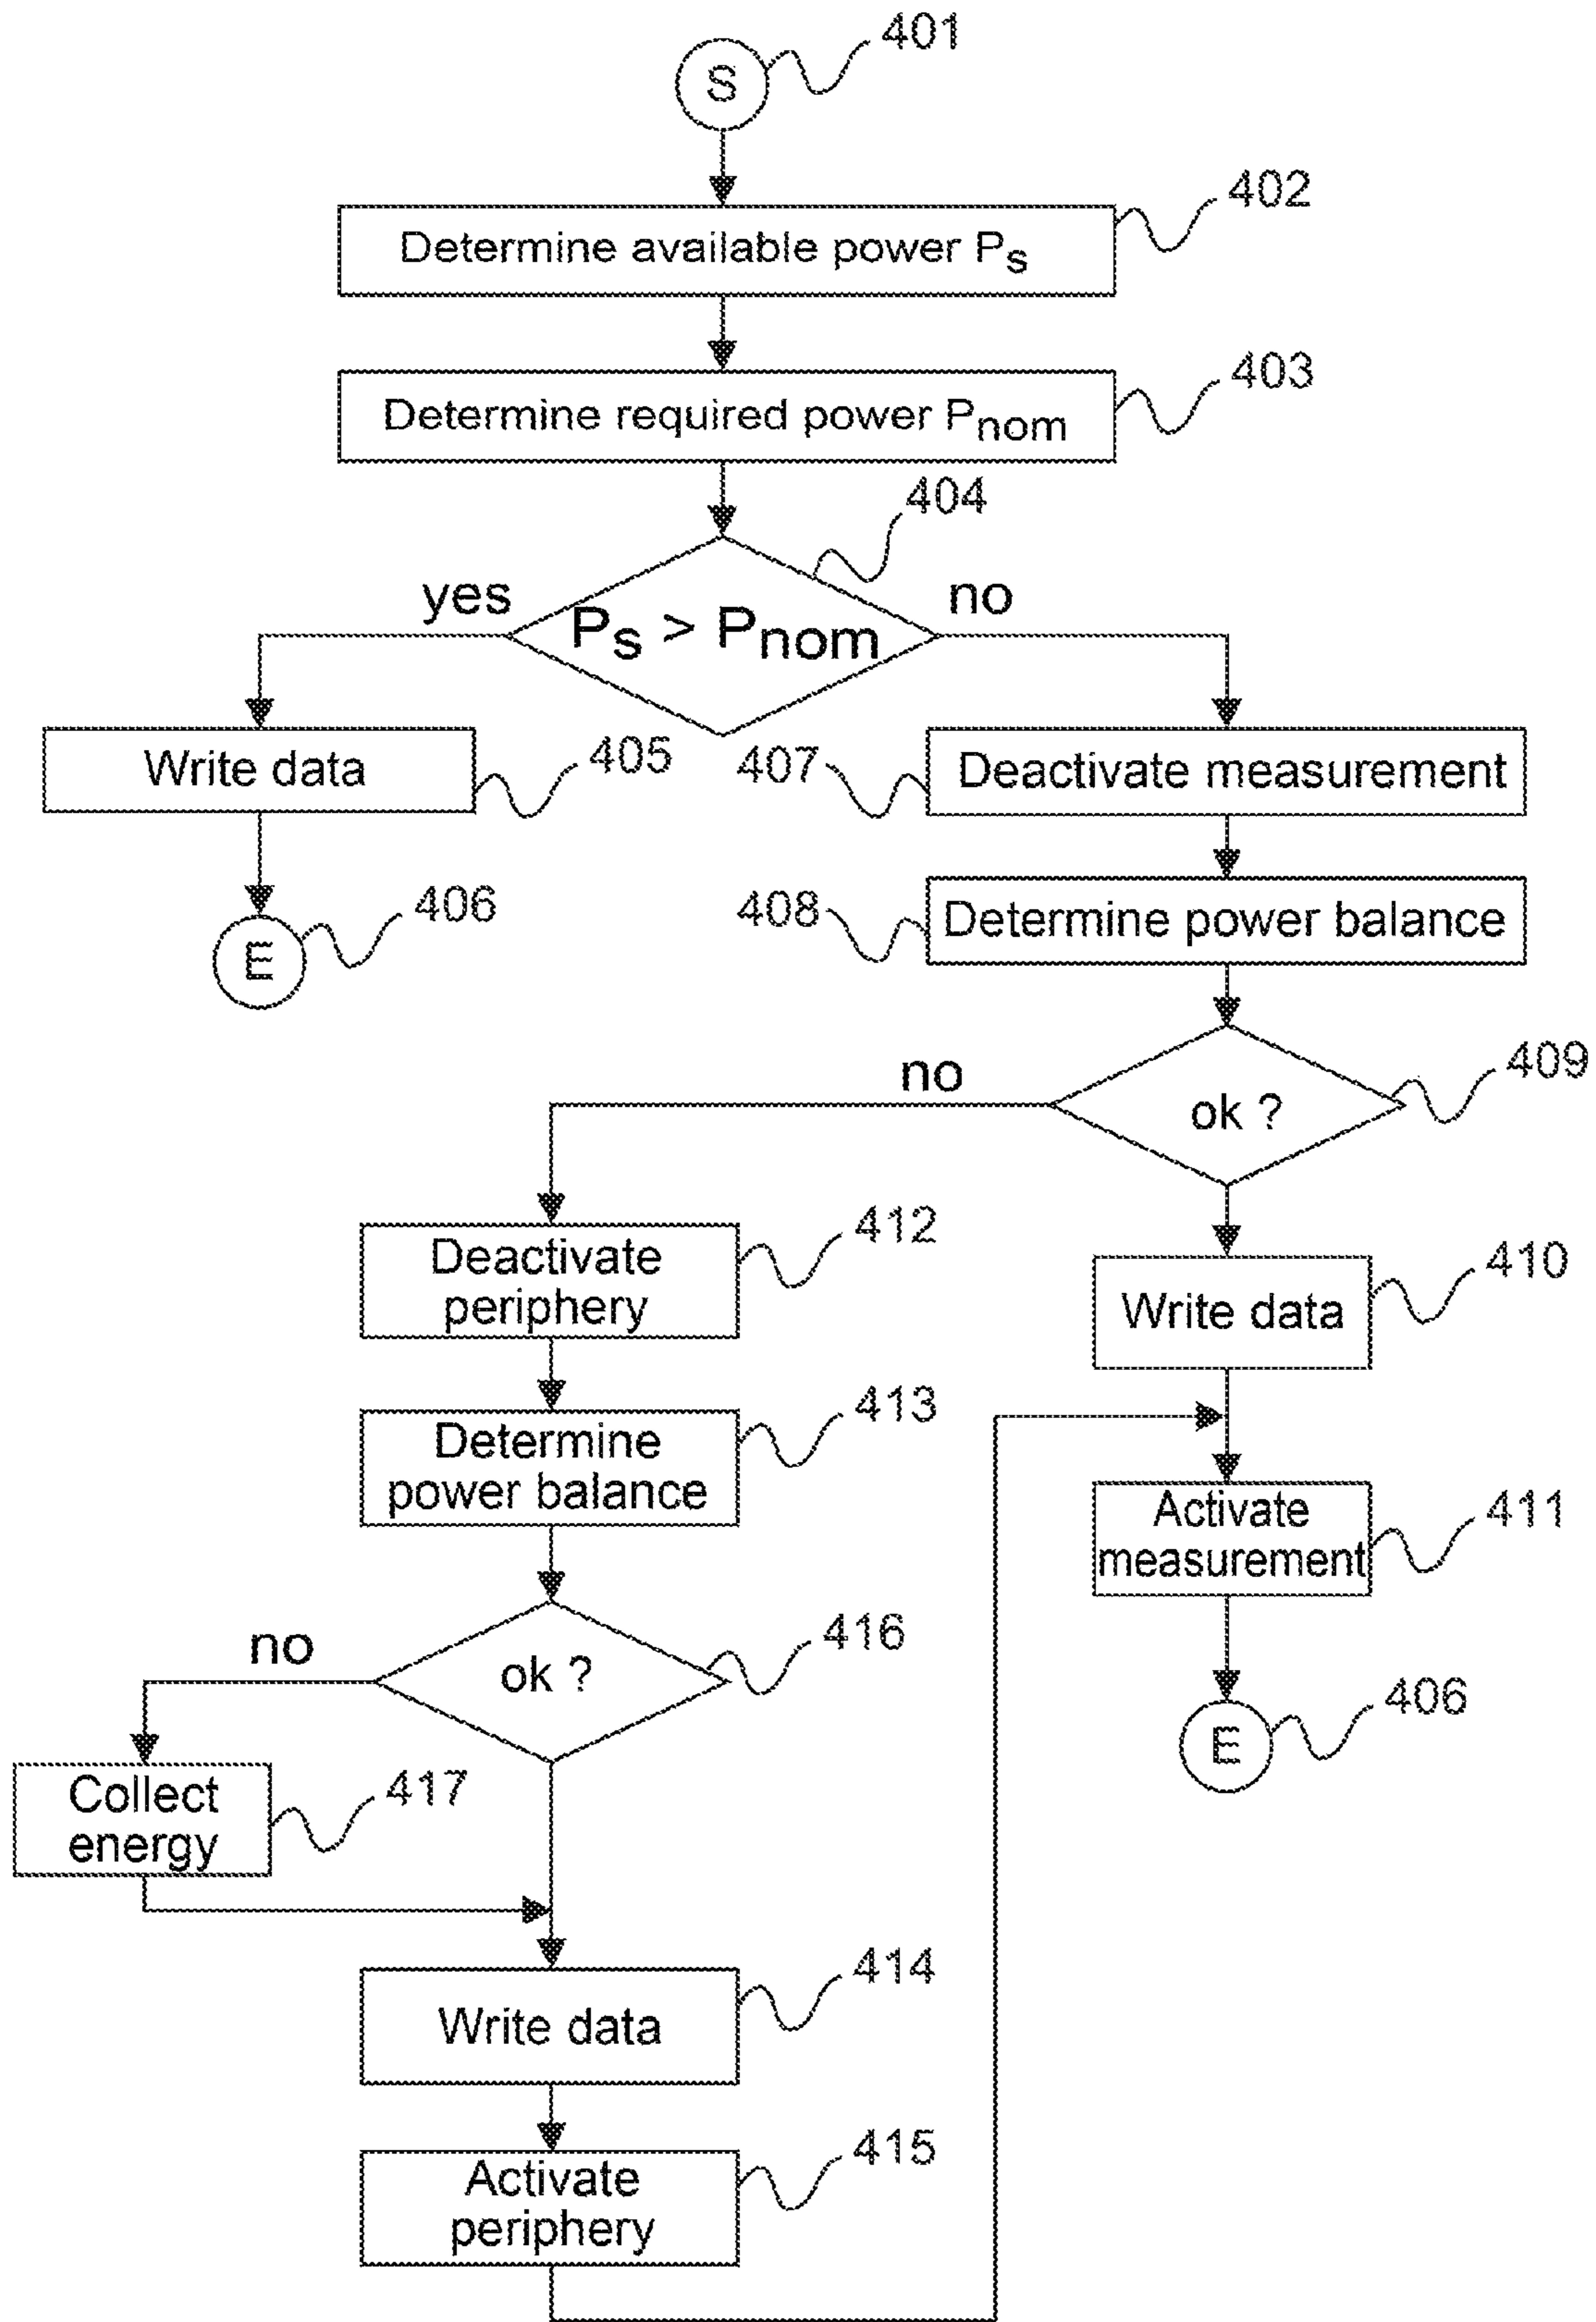 401
S
402
Determine available power Ps
403
Determine required power Pnom
404
yes
no
Ps > Pnom
Write data
405
407
Deactivate measurement
406
E
408
Determine power balance
409
no
ok ?
412
Deactivate
periphery
410
Write data
413
Determine
power balance
411
Activate
measurement
416
no
ok ?
406
E
417
Collect
energy
414
Write data
415
Activate
periphery